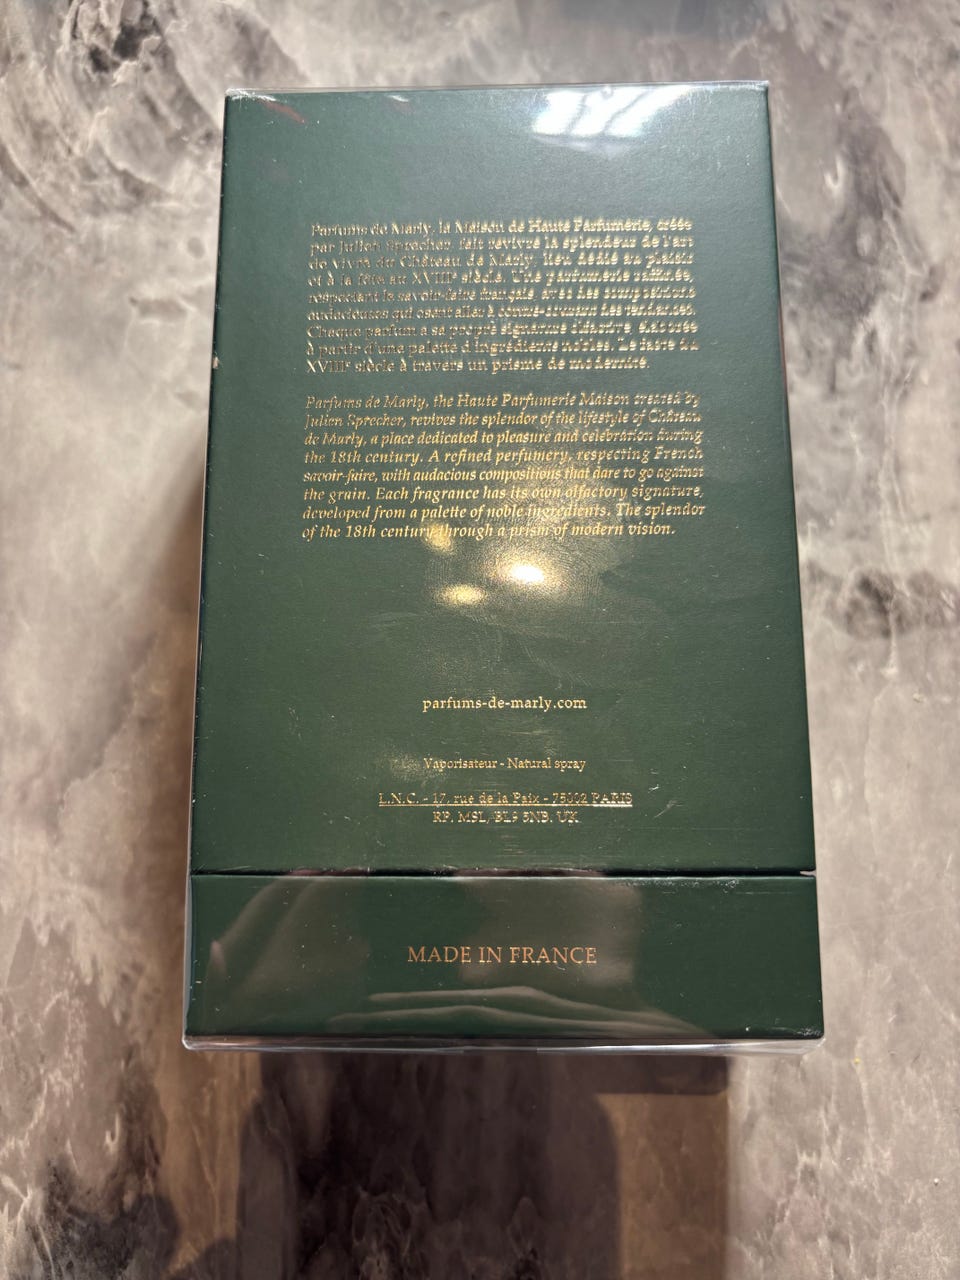 Parfums de Marly, la Maison de Haute Parfumerie, créée
par Julien Sprecher, fait revivre la splendeur de l'art
de vivre du Château de Marly, lieu dédié au plaisir
et à la fête au XVIIIe siècle. Une parfumerie raffinée,
respectant le savoir-faire français, avec des compositions
audacieuses qui osent aller à contre-courant des tendances.
Chaque parfum a sa propre signature olfactive, élaborée
à partir d'une palette d'ingrédients nobles. Le faste du
XVIIIe siècle à travers un prisme de modernité.
Parfums de Marly, the Haute Parfumerie Maison created by
Julien Sprecher, revives the splendor of the lifestyle of Château
de Marly, a place dedicated to pleasure and celebration during
the 18th century. A refined perfumery, respecting French
savoir-faire, with audacious compositions that dare to go against
the grain. Each fragrance has its own olfactory signature,
developed from a palette of noble ingredients. The splendor
of the 18th century through a prism of modern vision.
parfums-de-marly.com
Vaporisateur - Natural spray
L.N.C. - 17, rue de la Paix - 75002 PARIS
RP, MSL, BL9 5NB, UK
MADE IN FRANCE